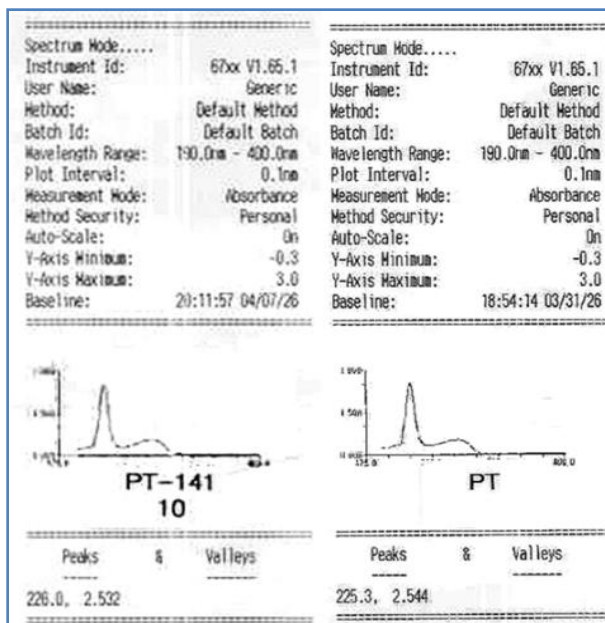 Spectrum Mode.....
Instrument Id: 67xx V1.65.1
User Name: Generic
Method: Default Method
Batch Id: Default Batch
Wavelength Range: 190.0nm - 400.0nm
Plot Interval: 0.1nm
Measurement Mode: Absorbance
Method Security: Personal
Auto-Scale: On
Y-Axis Minimum: -0.3
Y-Axis Maximum: 3.0
Baseline: 20:11:57 04/07/26
PT-141
10
Peaks & Valleys
226.0, 2.532
Spectrum Mode.....
Instrument Id: 67xx V1.65.1
User Name: Generic
Method: Default Method
Batch Id: Default Batch
Wavelength Range: 190.0nm - 400.0nm
Plot Interval: 0.1nm
Measurement Mode: Absorbance
Method Security: Personal
Auto-Scale: On
Y-Axis Minimum: -0.3
Y-Axis Maximum: 3.0
Baseline: 18:54:14 03/31/26
PT
Peaks & Valleys
225.3, 2.544